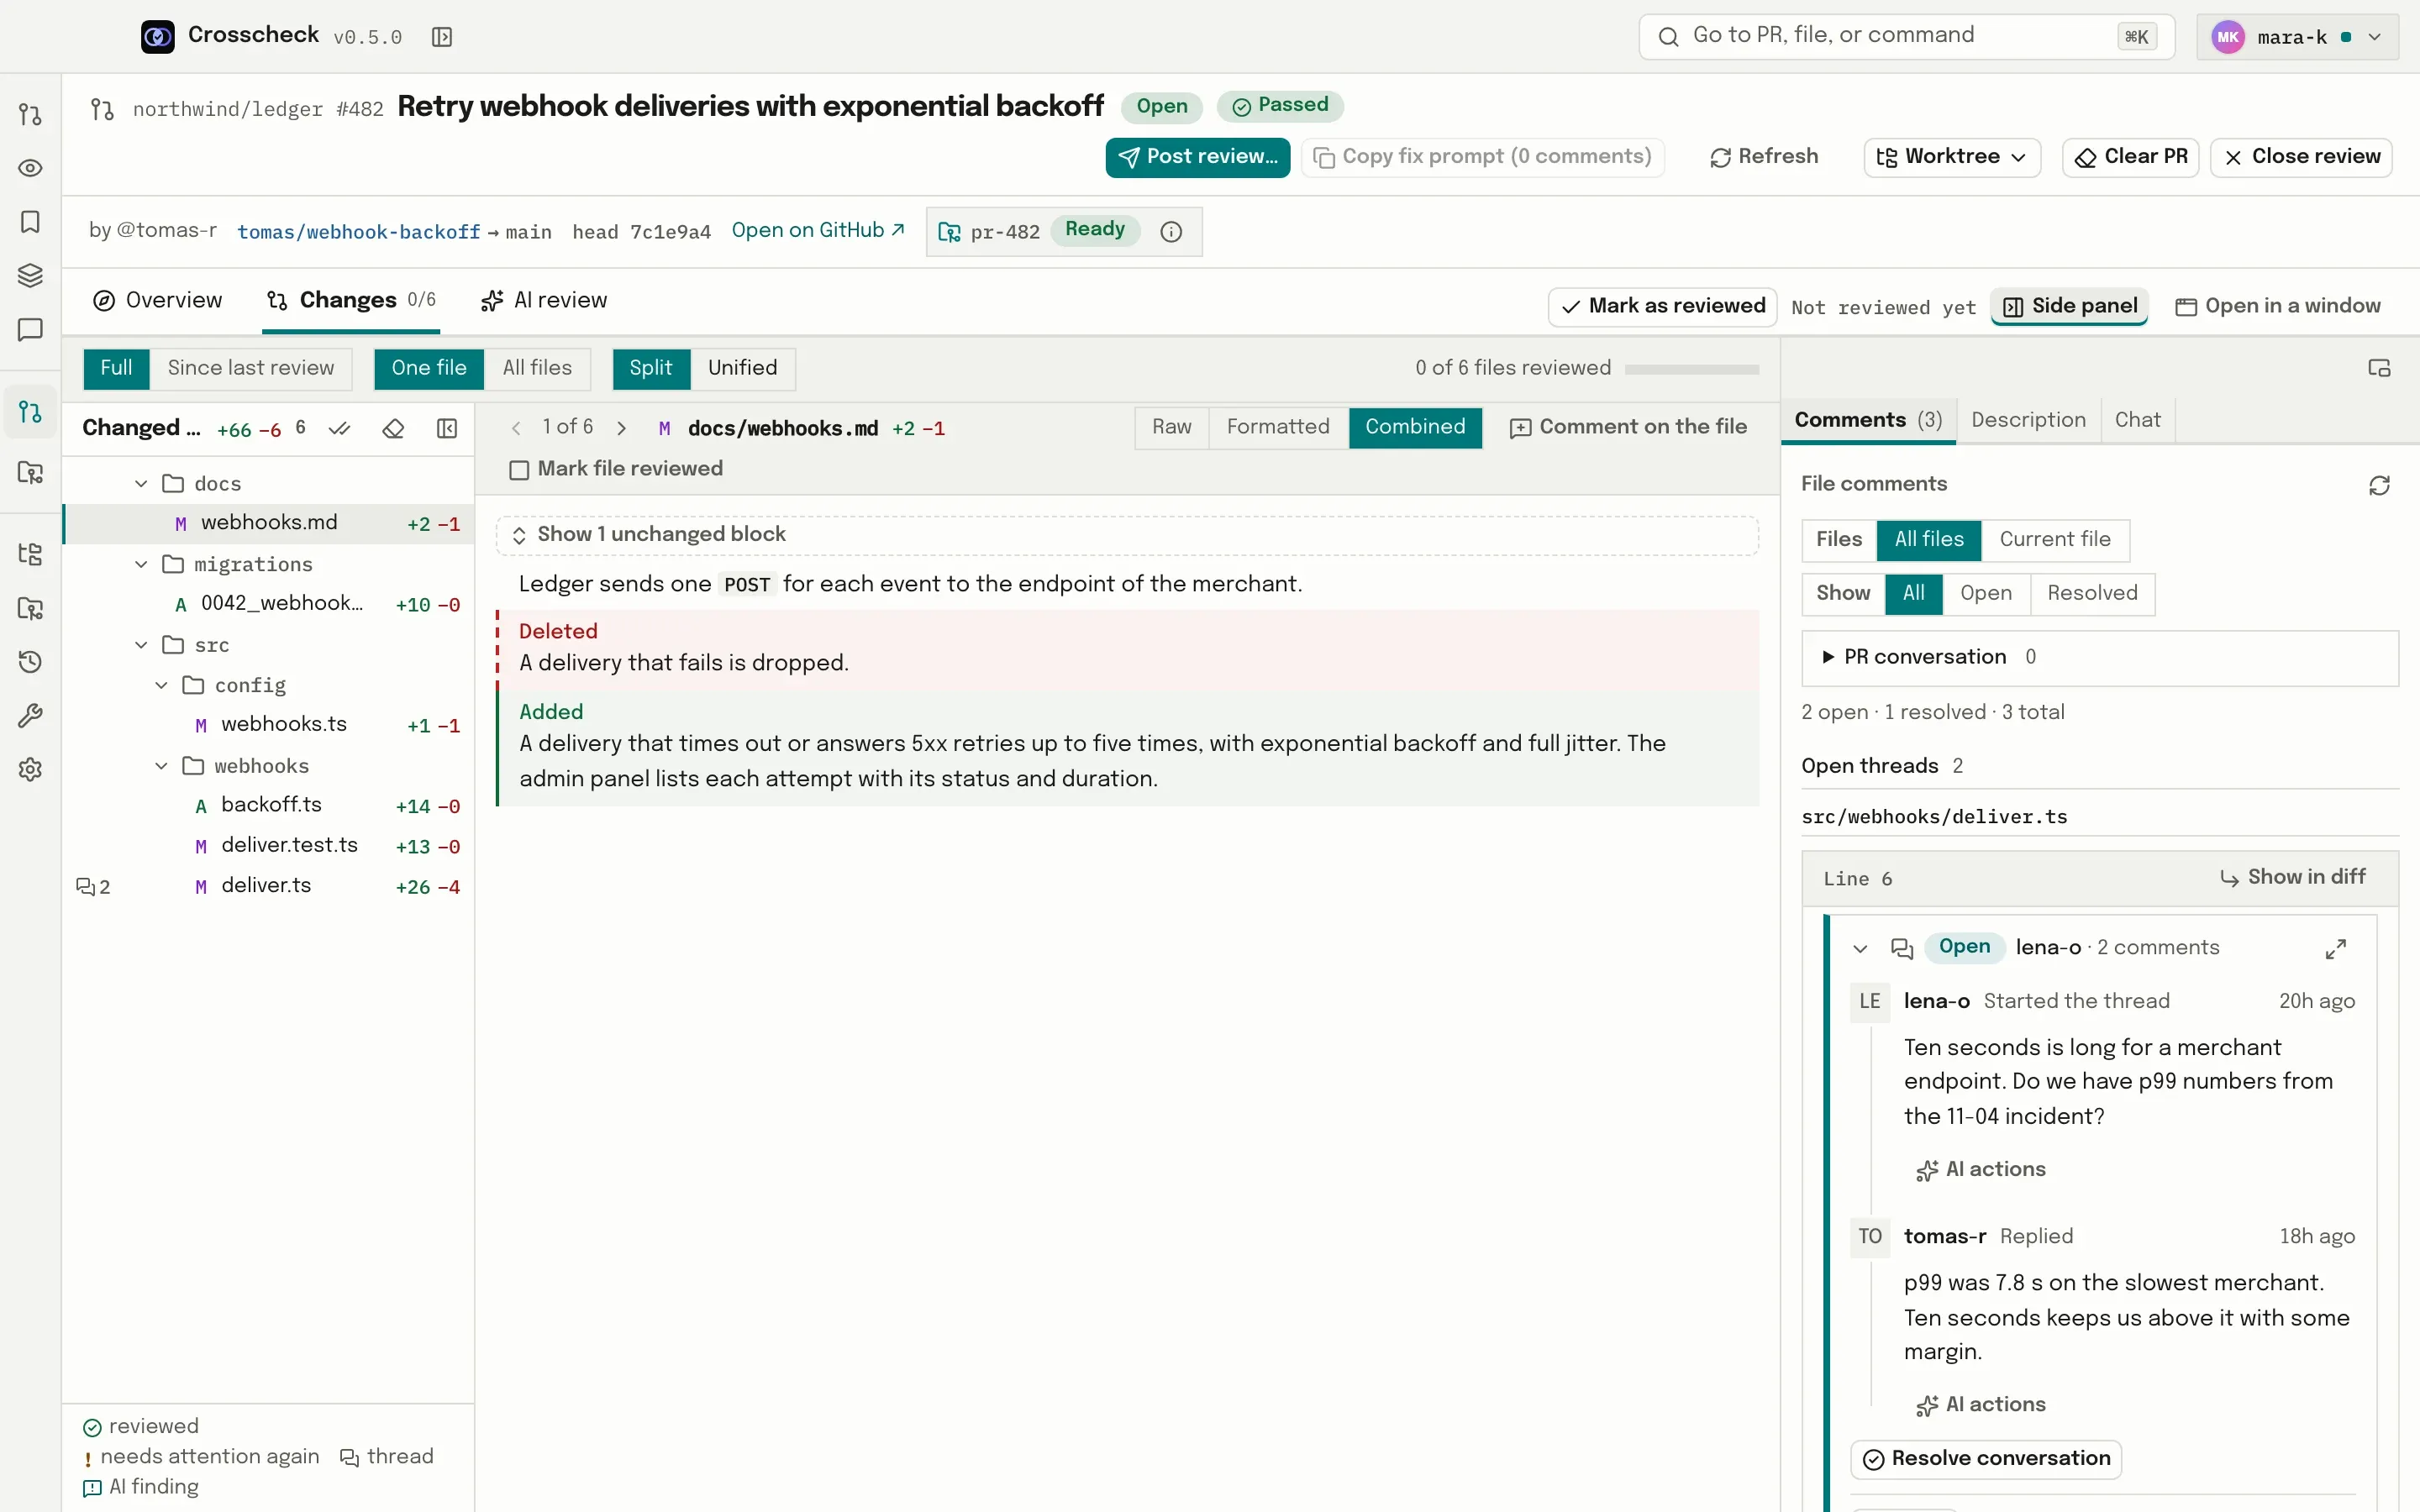 Crosscheck v0.5.0
Go to PR, file, or command ⌘K
MK mara-k
northwind/ledger #482 Retry webhook deliveries with exponential backoff Open Passed
Post review… Copy fix prompt (0 comments) Refresh Worktree Clear PR Close review
by @tomas-r tomas/webhook-backoff → main head 7c1e9a4 Open on GitHub ↗ pr-482 Ready
Overview Changes 0/6 AI review
Mark as reviewed Not reviewed yet Side panel Open in a window
Full Since last review One file All files Split Unified 0 of 6 files reviewed
Changed … +66 −6 6
docs
M webhooks.md +2 −1
migrations
A 0042_webhook… +10 −0
src
config
M webhooks.ts +1 −1
webhooks
A backoff.ts +14 −0
M deliver.test.ts +13 −0
2 M deliver.ts +26 −4
reviewed
! needs attention again thread
AI finding
1 of 6 M docs/webhooks.md +2 −1 Raw Formatted Combined Comment on the file
Mark file reviewed
Show 1 unchanged block
Ledger sends one POST for each event to the endpoint of the merchant.
Deleted
A delivery that fails is dropped.
Added
A delivery that times out or answers 5xx retries up to five times, with exponential backoff and full jitter. The
admin panel lists each attempt with its status and duration.
Comments (3) Description Chat
File comments
Files All files Current file
Show All Open Resolved
PR conversation 0
2 open · 1 resolved · 3 total
Open threads 2
src/webhooks/deliver.ts
Line 6 Show in diff
Open lena-o · 2 comments
LE lena-o Started the thread 20h ago
Ten seconds is long for a merchant
endpoint. Do we have p99 numbers from
the 11-04 incident?
AI actions
TO tomas-r Replied 18h ago
p99 was 7.8 s on the slowest merchant.
Ten seconds keeps us above it with some
margin.
AI actions
Resolve conversation